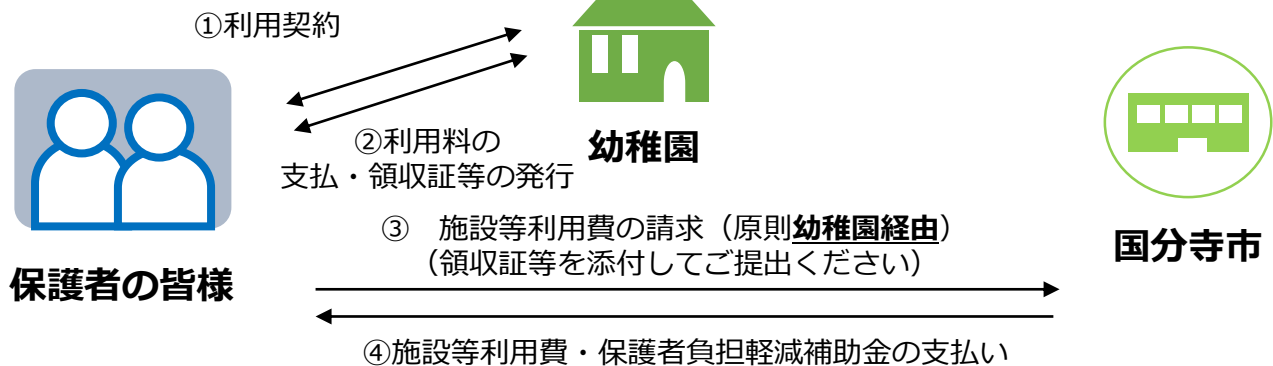 ①利用契約
幼稚園
②利用料の
支払・領収証等の発行
③　施設等利用費の請求（原則幼稚園経由）
（領収証等を添付してご提出ください）
国分寺市
保護者の皆様
④施設等利用費・保護者負担軽減補助金の支払い